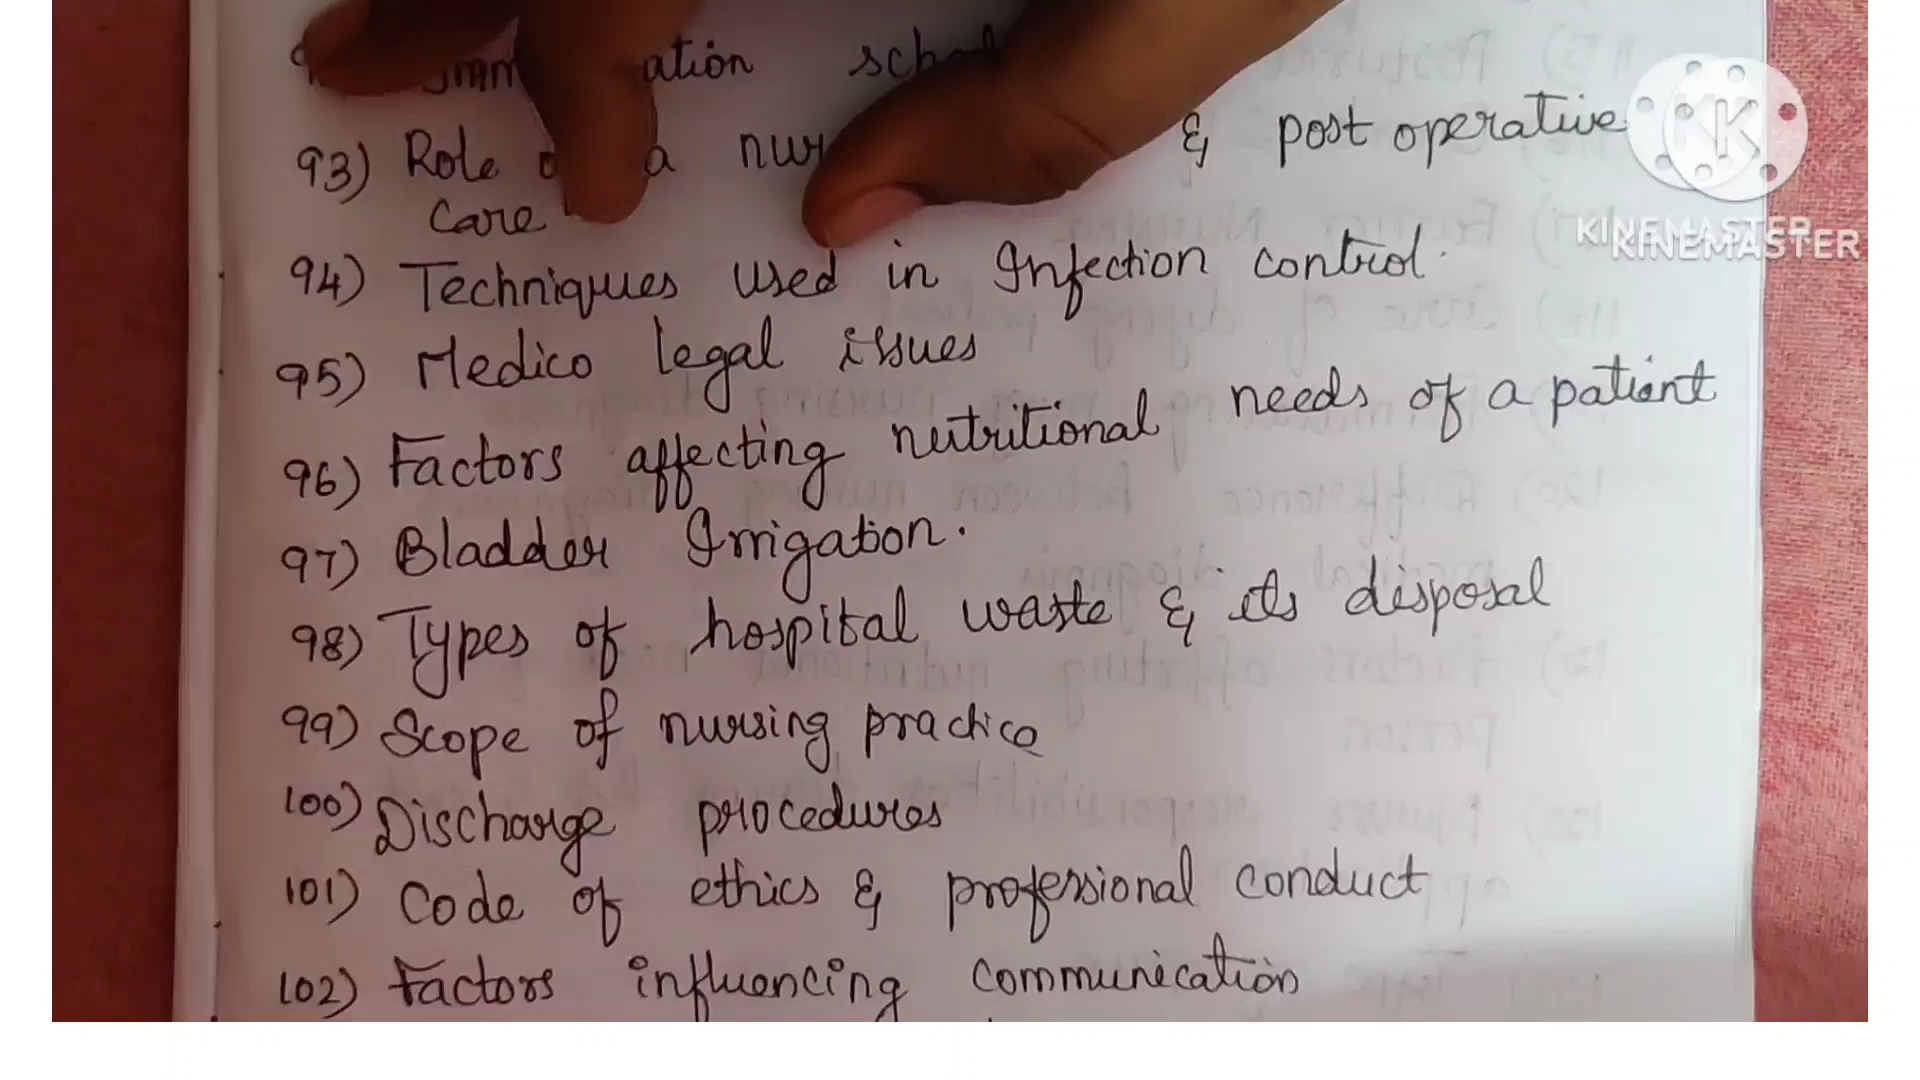 ation
93) Role a & post operative
care
94) Techniques used in Infection control.
95) Medico legal issues
96) Factors affecting nutritional needs of a patient
97) Bladder Irrigation.
98) Types of hospital waste & its disposal
99) Scope of nursing practice
100) Discharge procedures
101) Code of ethics & professional conduct
102) Factors influencing communication
KINEMASTER
KINEMASTER